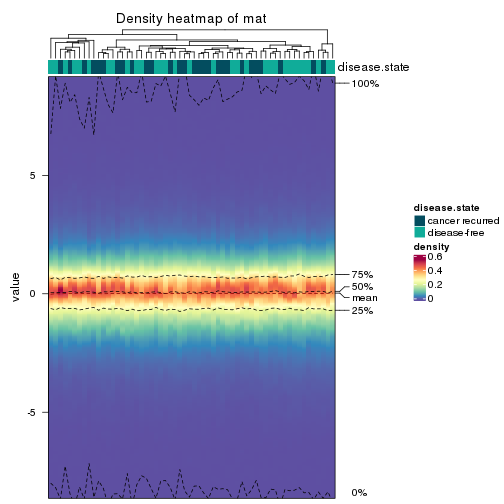 Density heatmap of mat
disease.state
100%
5
75%
50%
0
mean
25%
-5
0%
value
disease.state
cancer recurred
disease-free
density
0.6
0.4
0.2
0